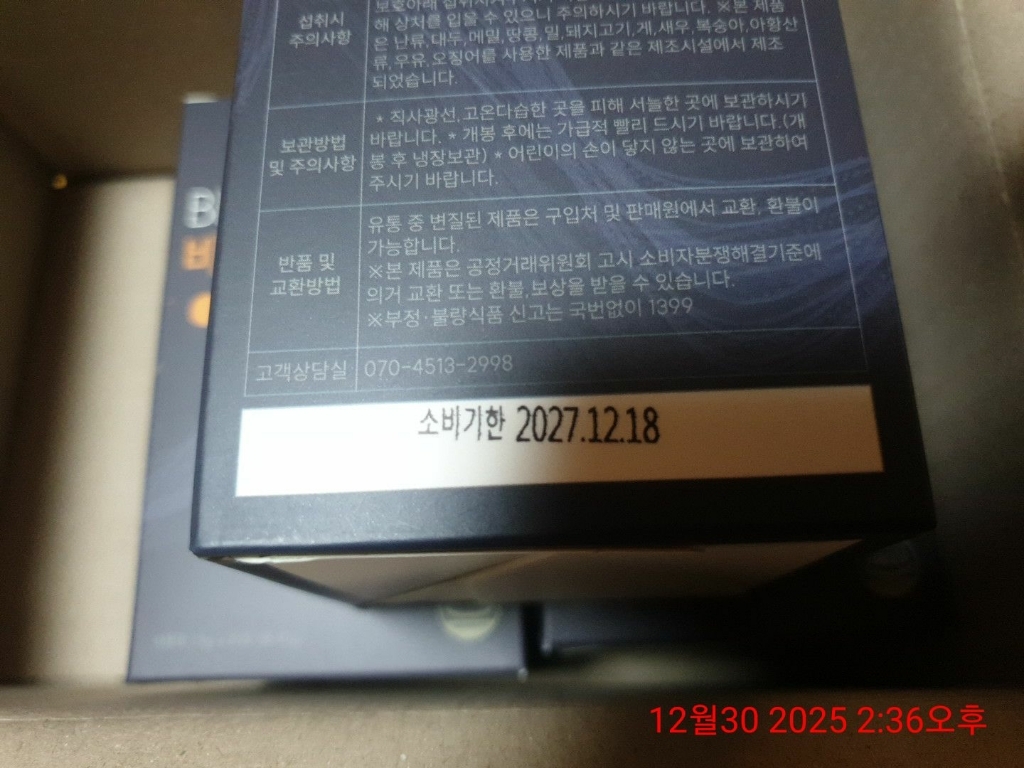 섭취시
주의사항
해 상처를 입을 수 있으니 주의하시기 바랍니다. ※본 제품
은 난류,대두,메밀,땅콩,밀,돼지고기,게,새우,복숭아,아황산
류,우유,오징어를 사용한 제품과 같은 제조시설에서 제조
되었습니다.
보관방법
및 주의사항
* 직사광선,고온다습한 곳을 피해 서늘한 곳에 보관하시기
바랍니다. * 개봉 후에는 가급적 빨리 드시기 바랍니다.(개
봉 후 냉장보관) * 어린이의 손이 닿지 않는 곳에 보관하여
주시기 바랍니다.
반품 및
교환방법
유통 중 변질된 제품은 구입처 및 판매원에서 교환, 환불이
가능합니다.
※본 제품은 공정거래위원회 고시 소비자분쟁해결기준에
의거 교환 또는 환불,보상을 받을 수 있습니다.
※부정·불량식품 신고는 국번없이 1399
고객상담실 070-4513-2998
소비기한 2027.12.18
B
비
12월30 2025 2:36오후